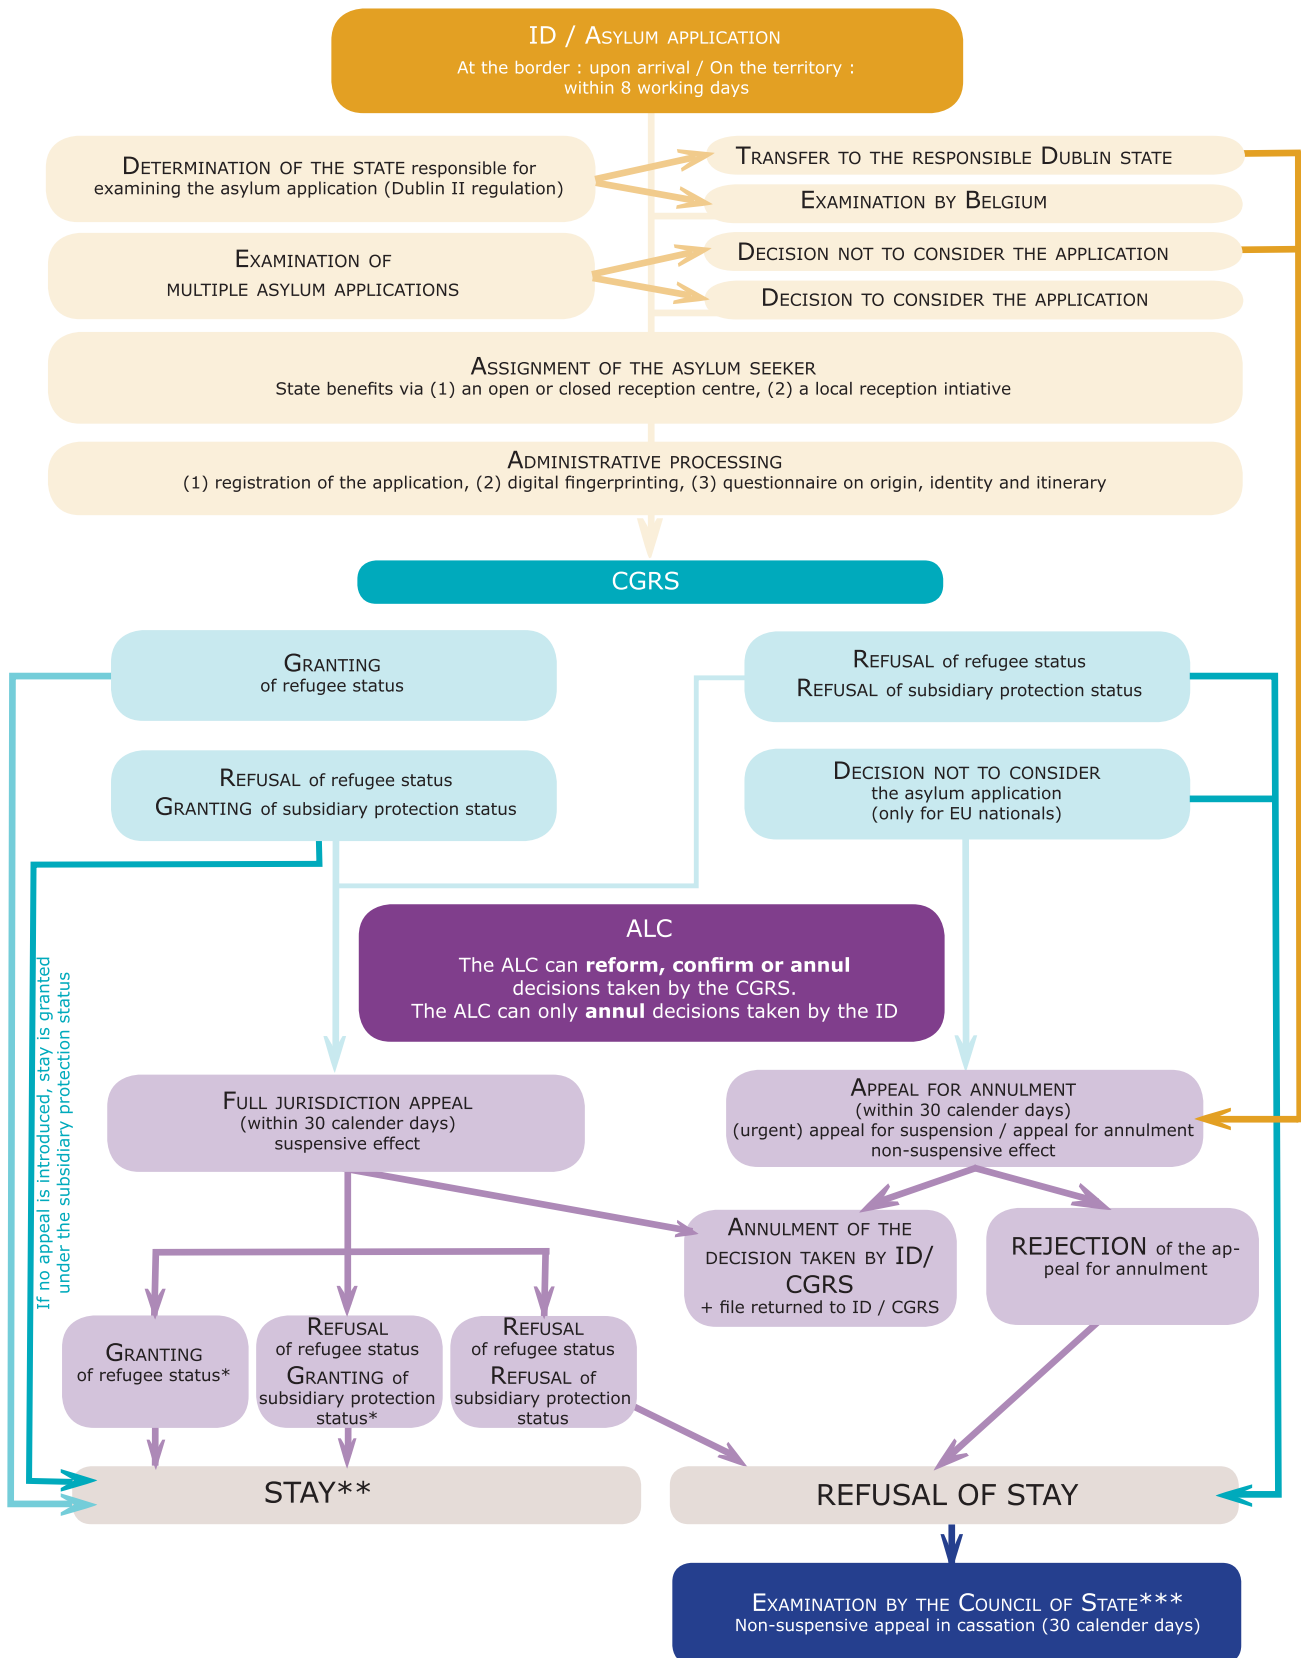 ID / Asylum application
At the border : upon arrival / On the territory :
within 8 working days
Determination of the state responsible for
examining the asylum application (Dublin II regulation)
Transfer to the responsible Dublin state
Examination by Belgium
Examination of
multiple asylum applications
Decision not to consider the application
Decision to consider the application
Assignment of the asylum seeker
State benefits via (1) an open or closed reception centre, (2) a local reception intiative
Administrative processing
(1) registration of the application, (2) digital fingerprinting, (3) questionnaire on origin, identity and itinerary
CGRS
Granting
of refugee status
Refusal of refugee status
Refusal of subsidiary protection status
Refusal of refugee status
Granting of subsidiary protection status
Decision not to consider
the asylum application
(only for EU nationals)
ALC
The ALC can reform, confirm or annul
decisions taken by the CGRS.
The ALC can only annul decisions taken by the ID
If no appeal is introduced, stay is granted
under the subsidiary protection status
Full jurisdiction appeal
(within 30 calender days)
suspensive effect
Appeal for annulment
(within 30 calender days)
(urgent) appeal for suspension / appeal for annulment
non-suspensive effect
Annulment of the
decision taken by ID/
CGRS
+ file returned to ID / CGRS
REJECTION of the ap-
peal for annulment
Granting
of refugee status*
Refusal
of refugee status
Granting of
subsidiary protection
status*
Refusal
of refugee status
Refusal of
subsidiary protection
status
STAY**
REFUSAL OF STAY
Examination by the Council of State***
Non-suspensive appeal in cassation (30 calender days)